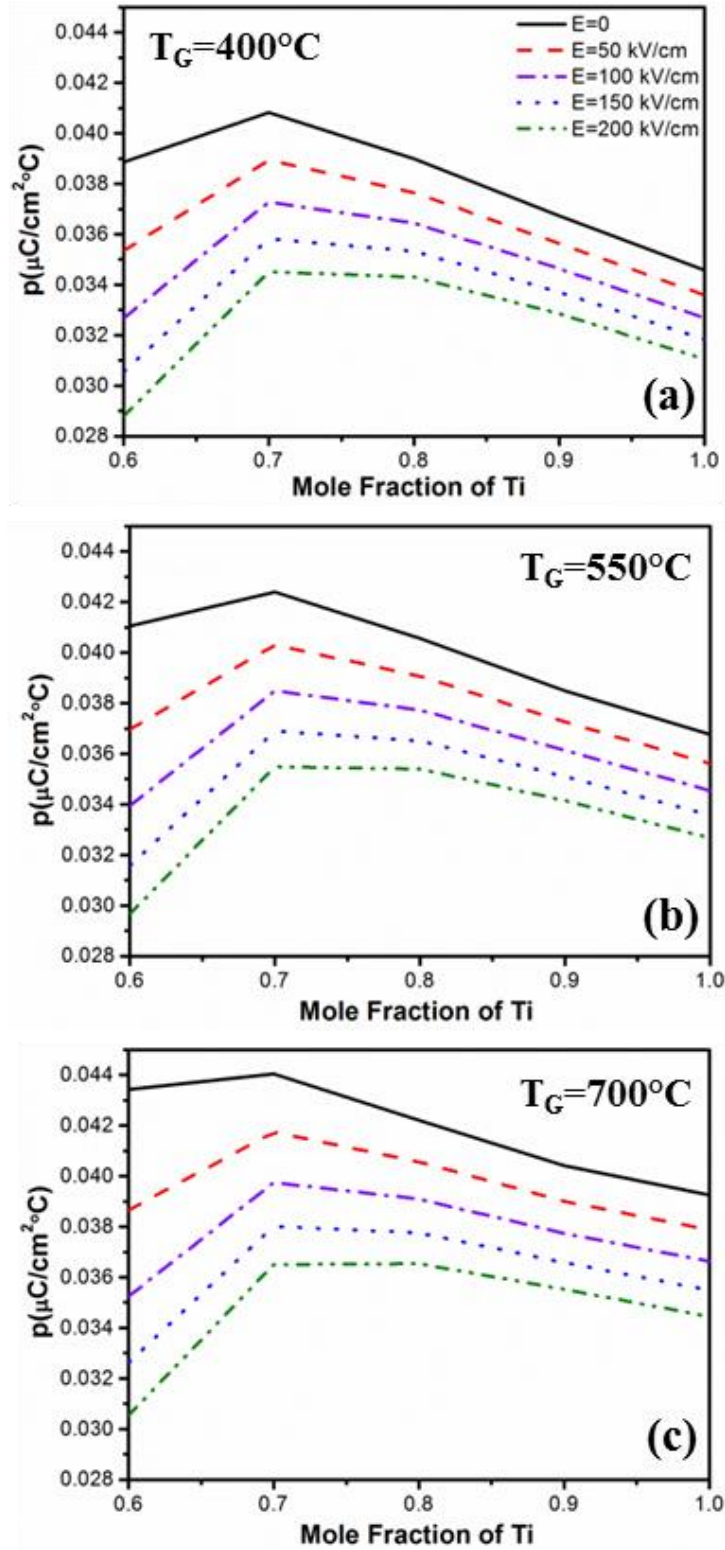 T_G=400°C
E=0
E=50 kV/cm
E=100 kV/cm
E=150 kV/cm
E=200 kV/cm
p(μC/cm²°C)
0.044
0.042
0.040
0.038
0.036
0.034
0.032
0.030
0.028
(a)
0.6 0.7 0.8 0.9 1.0
Mole Fraction of Ti
T_G=550°C
p(μC/cm²°C)
0.044
0.042
0.040
0.038
0.036
0.034
0.032
0.030
0.028
(b)
0.6 0.7 0.8 0.9 1.0
Mole Fraction of Ti
T_G=700°C
p(μC/cm²°C)
0.044
0.042
0.040
0.038
0.036
0.034
0.032
0.030
0.028
(c)
0.6 0.7 0.8 0.9 1.0
Mole Fraction of Ti